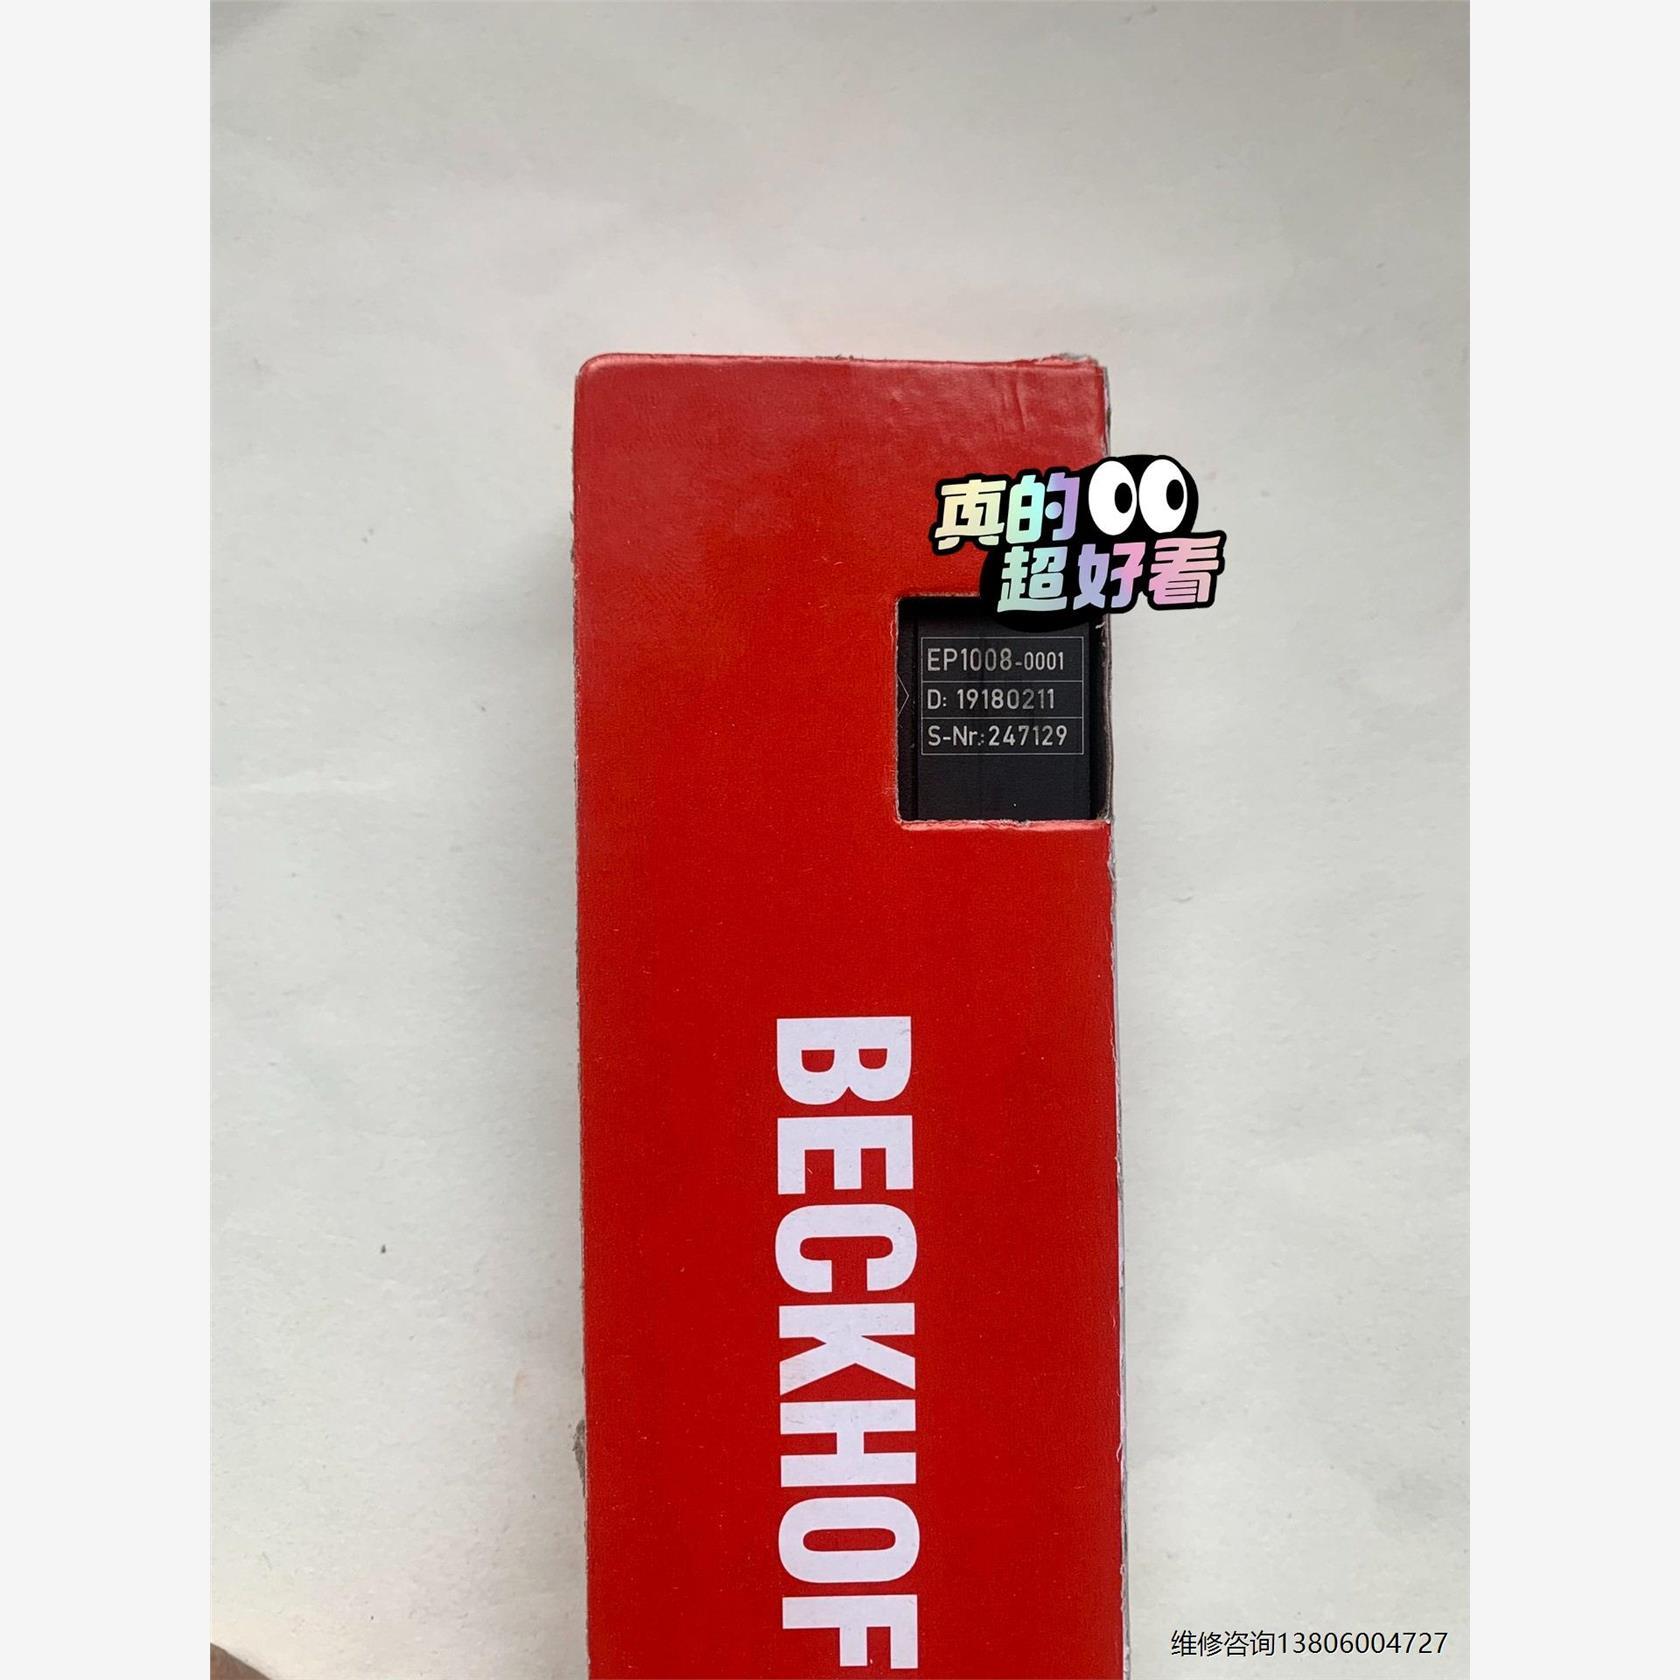 真的
超好看
EP1008-0001
D: 19180211
S-Nr.:247129
BECKHOF
维修咨询13806004727